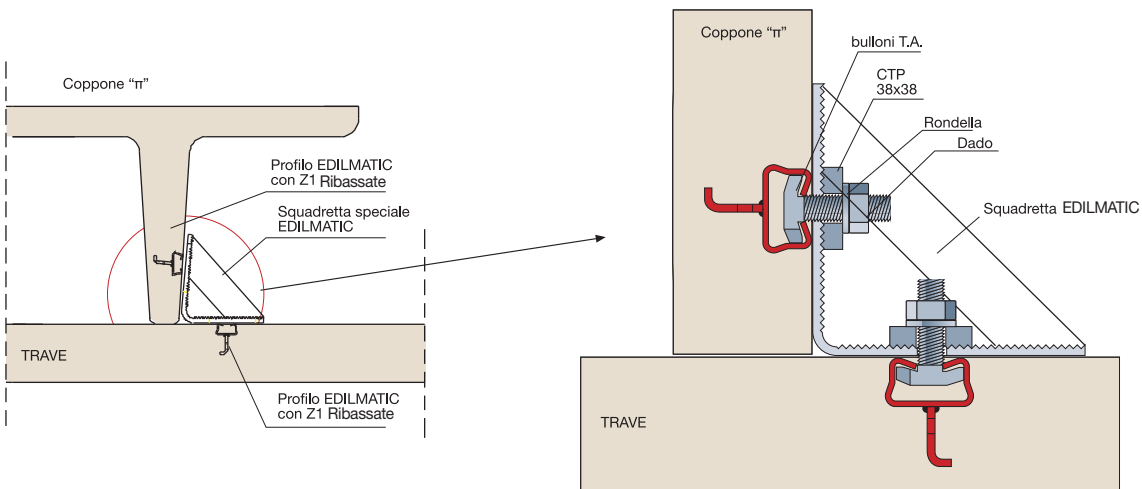 Coppone “π”
Profilo EDILMATIC
con Z1 Ribassate
Squadretta speciale
EDILMATIC
TRAVE
Profilo EDILMATIC
con Z1 Ribassate
Coppone “π”
bulloni T.A.
CTP
38x38
Rondella
Dado
Squadretta EDILMATIC
TRAVE